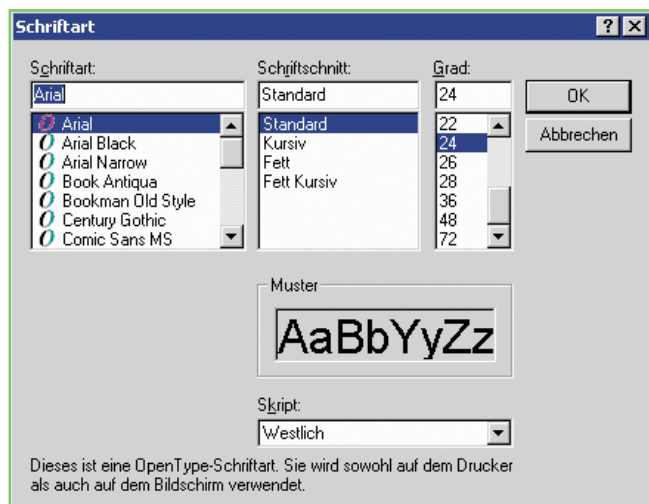 Schriftart
Schriftart:
Arial
Arial
Arial Black
Arial Narrow
Book Antiqua
Bookman Old Style
Century Gothic
Comic Sans MS
Schriftschnitt:
Standard
Standard
Kursiv
Fett
Fett Kursiv
Grad:
24
22
24
26
28
36
48
72
OK
Abbrechen
Muster
AaBbYyZz
Skript:
Westlich
Dieses ist eine OpenType-Schriftart. Sie wird sowohl auf dem Drucker
als auch auf dem Bildschirm verwendet.